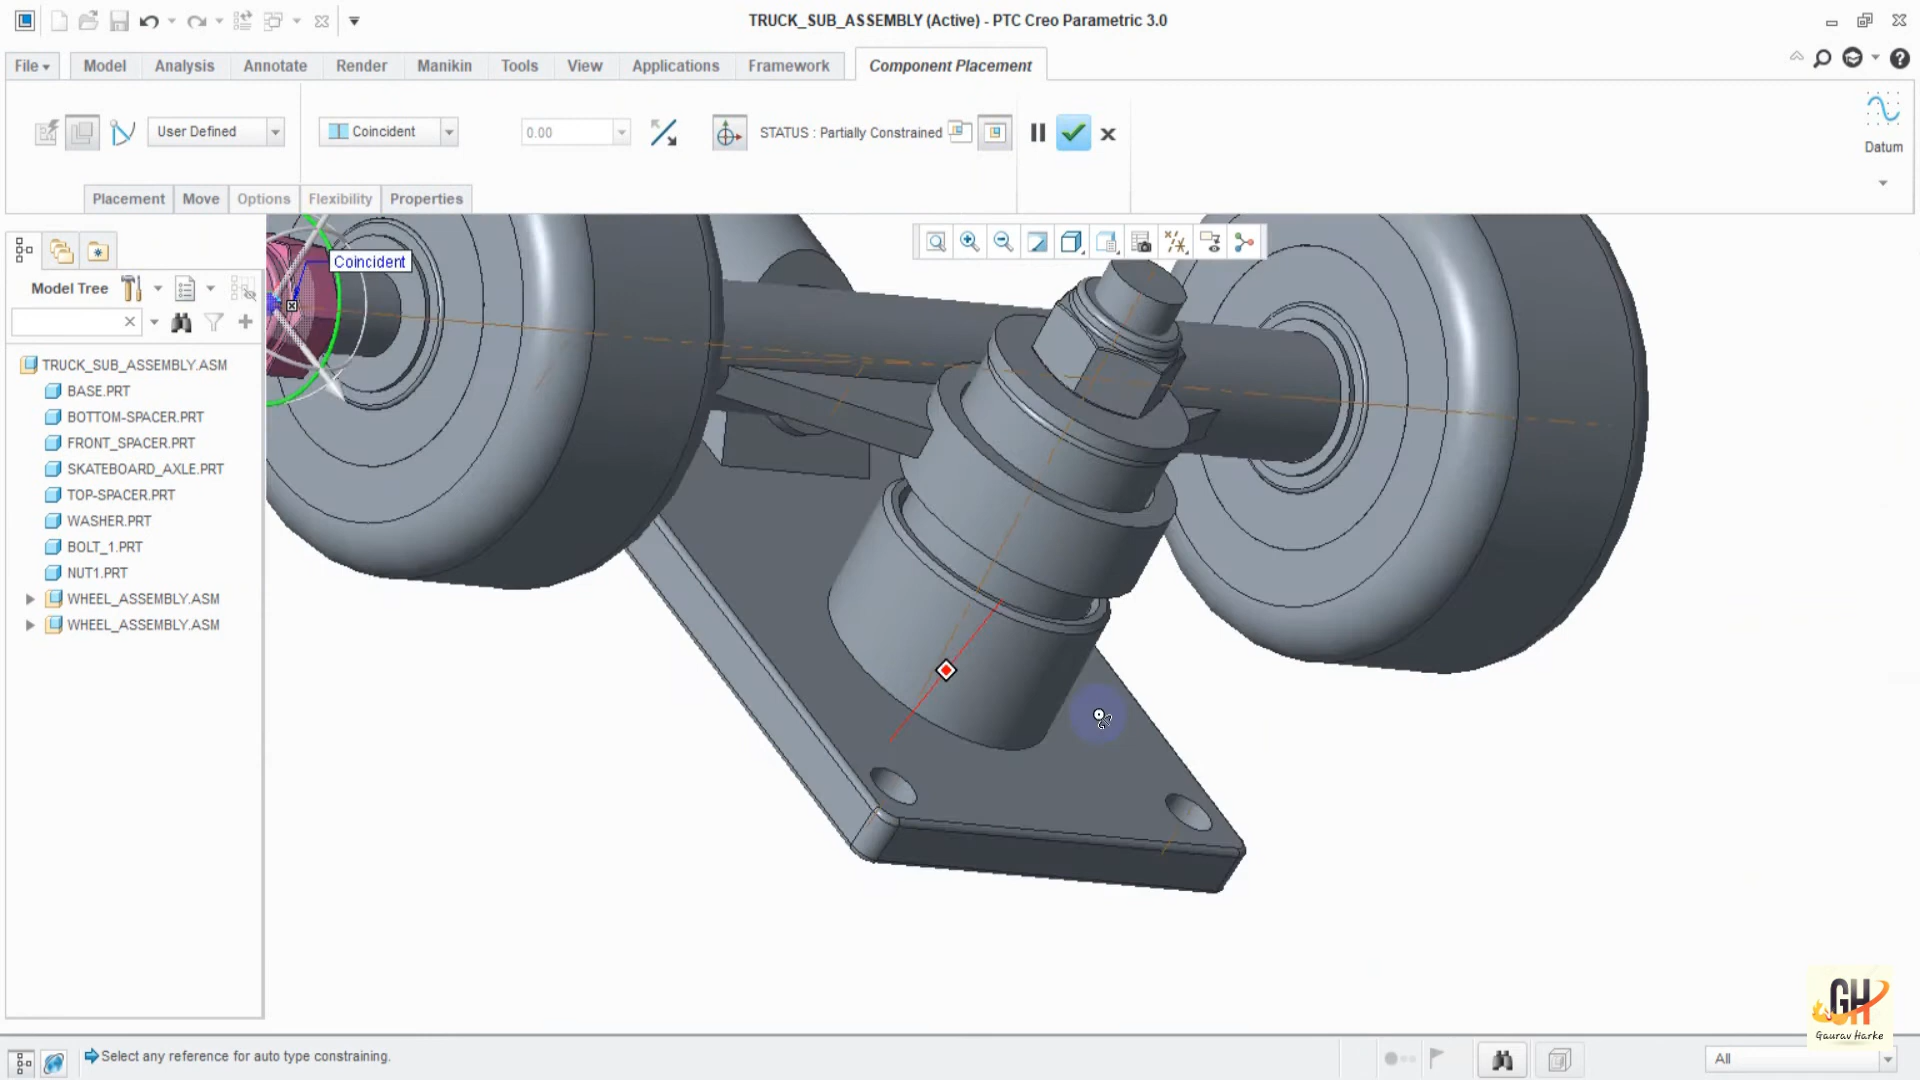 TRUCK_SUB_ASSEMBLY (Active) - PTC Creo Parametric 3.0
File Model Analysis Annotate Render Manikin Tools View Applications Framework Component Placement
User Defined Coincident 0.00 STATUS : Partially Constrained
Datum
Placement Move Options Flexibility Properties
Coincident
Model Tree
TRUCK_SUB_ASSEMBLY.ASM
BASE.PRT
BOTTOM-SPACER.PRT
FRONT_SPACER.PRT
SKATEBOARD_AXLE.PRT
TOP-SPACER.PRT
WASHER.PRT
BOLT_1.PRT
NUT1.PRT
WHEEL_ASSEMBLY.ASM
WHEEL_ASSEMBLY.ASM
GH
Gaurav Harke
Select any reference for auto type constraining.
All